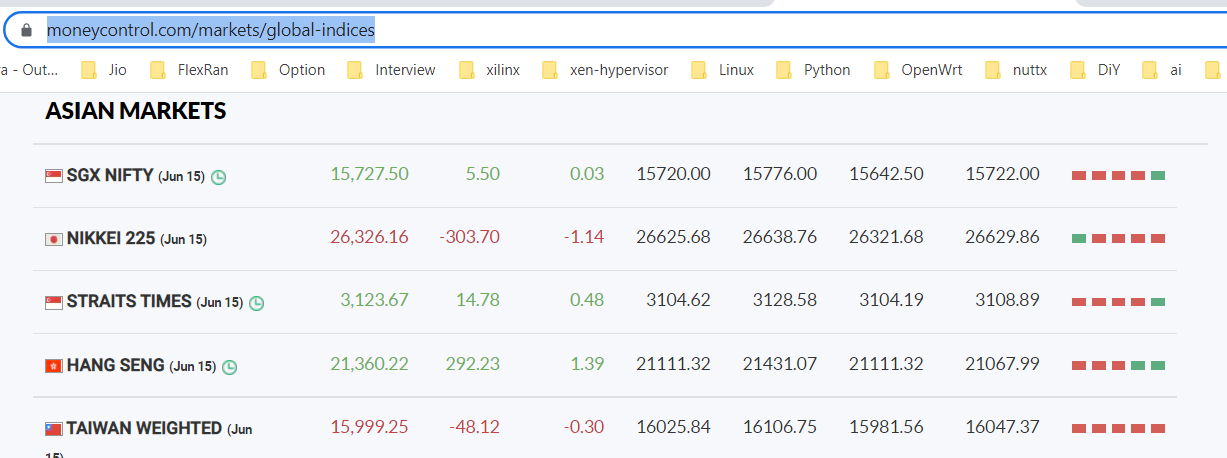 moneycontrol.com/markets/global-indices
a - Out... Jio FlexRan Option Interview xilinx xen-hypervisor Linux Python OpenWrt nuttx DiY ai
ASIAN MARKETS
SGX NIFTY (Jun 15) 15,727.50 5.50 0.03 15720.00 15776.00 15642.50 15722.00
NIKKEI 225 (Jun 15) 26,326.16 -303.70 -1.14 26625.68 26638.76 26321.68 26629.86
STRAITS TIMES (Jun 15) 3,123.67 14.78 0.48 3104.62 3128.58 3104.19 3108.89
HANG SENG (Jun 15) 21,360.22 292.23 1.39 21111.32 21431.07 21111.32 21067.99
TAIWAN WEIGHTED (Jun 15,999.25 -48.12 -0.30 16025.84 16106.75 15981.56 16047.37
15)